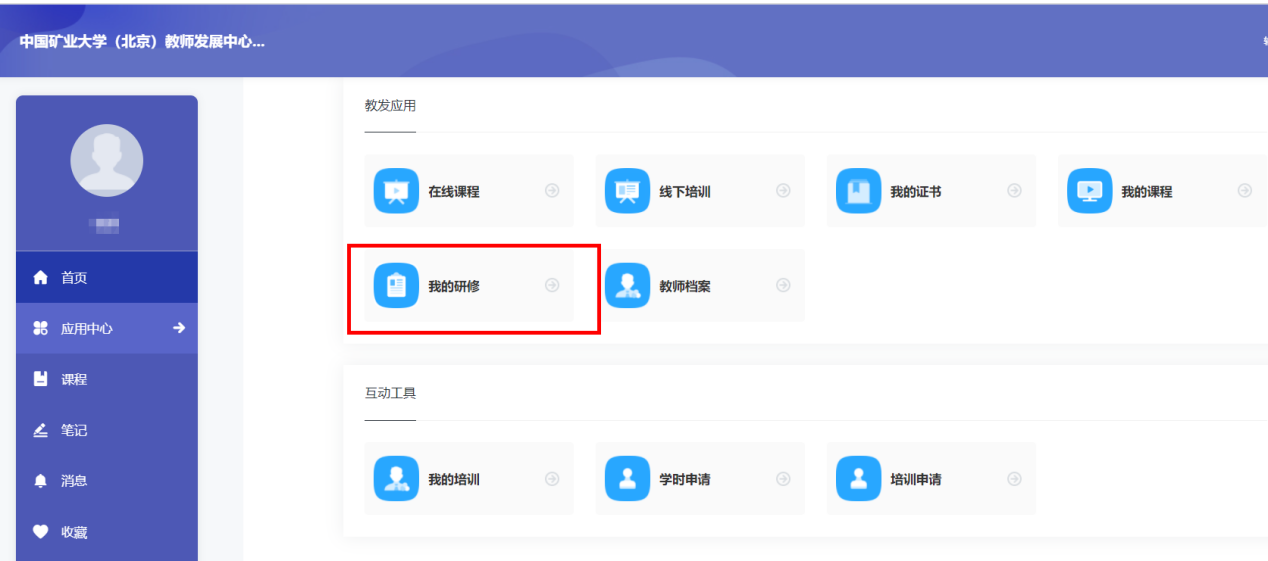 中国矿业大学（北京）教师发展中心...
首页
应用中心
课程
笔记
消息
收藏
教发应用
在线课程
线下培训
我的证书
我的课程
我的研修
教师档案
互动工具
我的培训
学时申请
培训申请